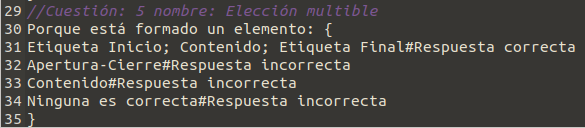 29 //Cuestión: 5 nombre: Elección multible
30 Porque está formado un elemento: {
31 Etiqueta Inicio; Contenido; Etiqueta Final#Respuesta correcta
32 Apertura-Cierre#Respuesta incorrecta
33 Contenido#Respuesta incorrecta
34 Ninguna es correcta#Respuesta incorrecta
35 }